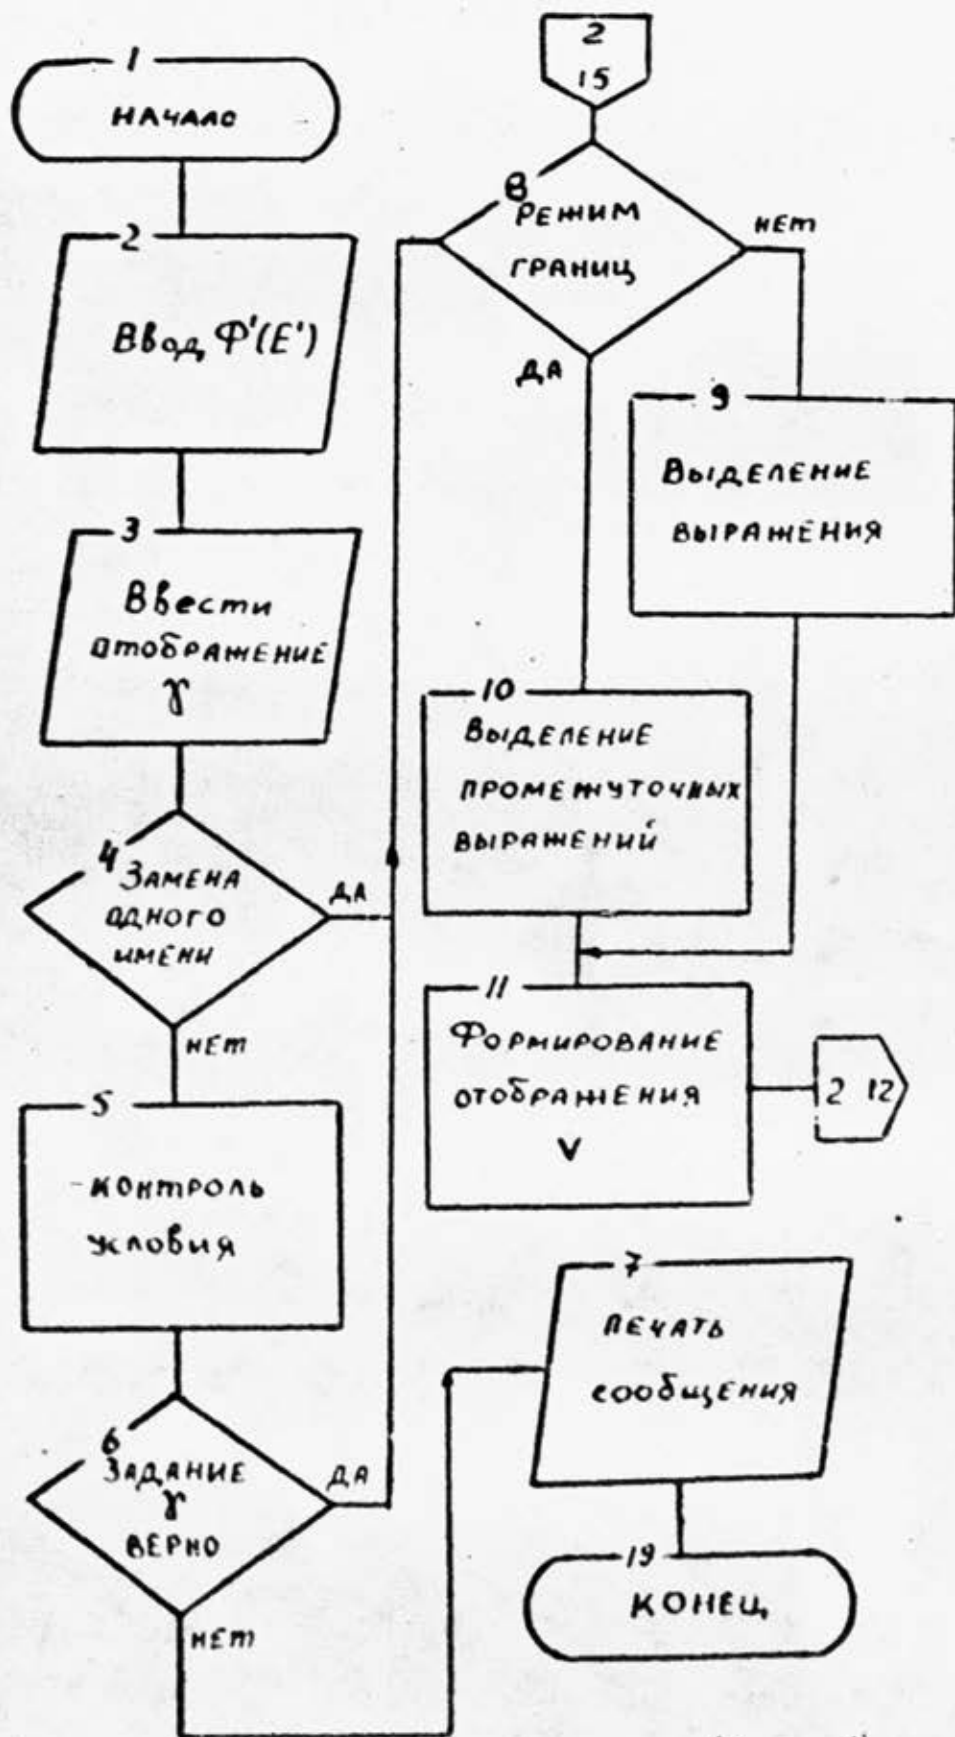 1
НАЧАЛО
2
Ввод Ф'(Е')
3
Ввести
отображение
γ
4
Замена
одного
имени
ДА
НЕТ
5
контроль
условия
6
Задание
γ
верно
ДА
НЕТ
2
15
8
Режим
границ
НЕТ
ДА
9
Выделение
выражения
10
Выделение
промежуточных
выражений
11
Формирование
отображения
V
2 12
7
печать
сообщения
19
КОНЕЦ